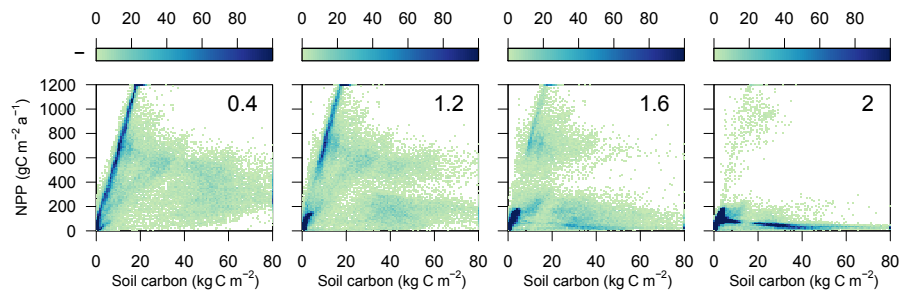 0 20 40 60 80 0 20 40 60 80 0 20 40 60 80 0 20 40 60 80
–
1200 0.4 1.2 1.6 2
1000
800
600
400
200
0
NPP (gC m−2 a−1)
0 20 40 60 80 0 20 40 60 80 0 20 40 60 80 0 20 40 60 80
Soil carbon (kg C m−2) Soil carbon (kg C m−2) Soil carbon (kg C m−2) Soil carbon (kg C m−2)